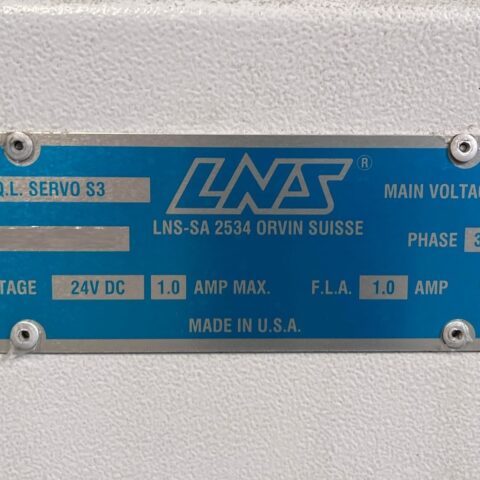 LNS ®
Q.L. SERVO S3
MAIN VOLTAG
LNS-SA 2534 ORVIN SUISSE
PHASE 3
TAGE 24V DC 1.0 AMP MAX. F.L.A. 1.0 AMP
MADE IN U.S.A.